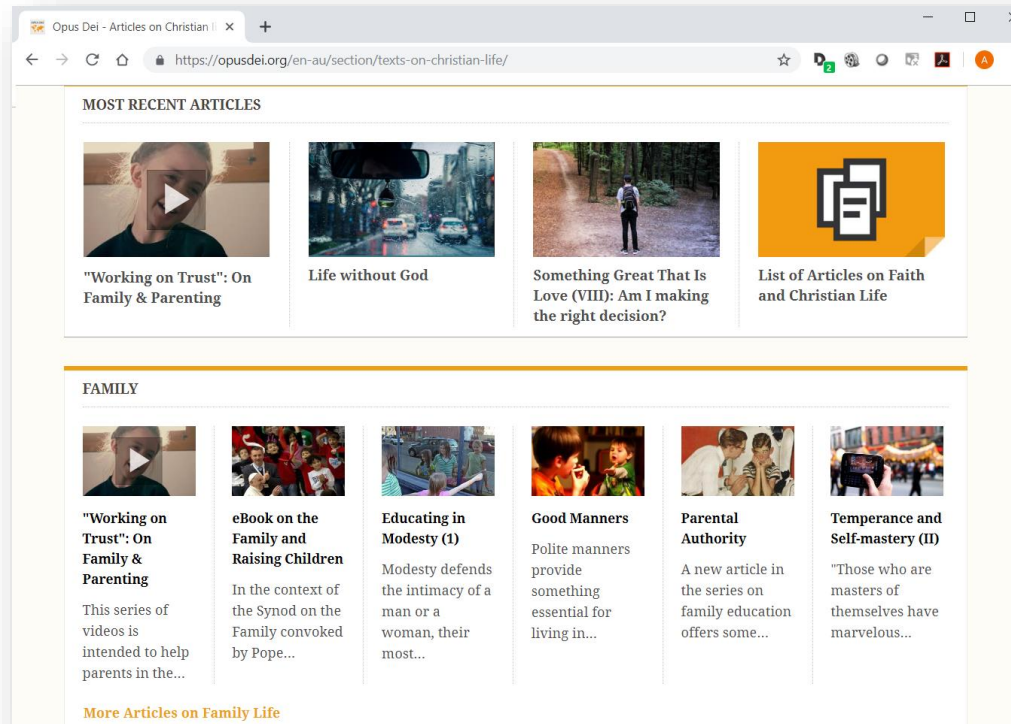 Opus Dei - Articles on Christian
https://opusdei.org/en-au/section/texts-on-christian-life/
2
A
MOST RECENT ARTICLES
"Working on Trust": On
Family & Parenting
Life without God
Something Great That Is
Love (VIII): Am I making
the right decision?
List of Articles on Faith
and Christian Life
FAMILY
"Working on
Trust": On
Family &
Parenting
This series of
videos is
intended to help
parents in the...
eBook on the
Family and
Raising Children
In the context of
the Synod on the
Family convoked
by Pope...
Educating in
Modesty (1)
Modesty defends
the intimacy of a
man or a
woman, their
most...
Good Manners
Polite manners
provide
something
essential for
living in...
Parental
Authority
A new article in
the series on
family education
offers some...
Temperance and
Self-mastery (II)
"Those who are
masters of
themselves have
marvelous...
More Articles on Family Life